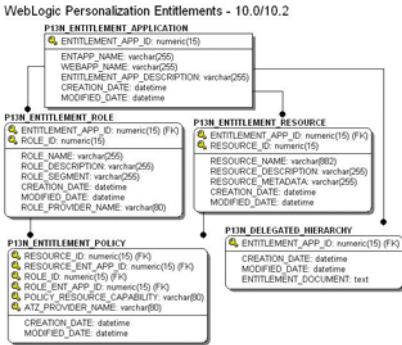 WebLogic Personalization Entitlements - 10.0/10.2
P13N_ENTITLEMENT_APPLICATION
ENTITLEMENT_APP_ID: numeric(15)
ENTAPP_NAME: varchar(255)
WEBAPP_NAME: varchar(255)
ENTITLEMENT_APP_DESCRIPTION: varchar(255)
CREATION_DATE: datetime
MODIFIED_DATE: datetime
P13N_ENTITLEMENT_ROLE
ENTITLEMENT_APP_ID: numeric(15) (FK)
ROLE_ID: numeric(15)
ROLE_NAME: varchar(255)
ROLE_DESCRIPTION: varchar(255)
ROLE_SEGMENT: varchar(255)
CREATION_DATE: datetime
MODIFIED_DATE: datetime
ROLE_PROVIDER_NAME: varchar(80)
P13N_ENTITLEMENT_RESOURCE
ENTITLEMENT_APP_ID: numeric(15) (FK)
RESOURCE_ID: numeric(15)
RESOURCE_NAME: varchar(882)
RESOURCE_DESCRIPTION: varchar(255)
RESOURCE_METADATA: varchar(255)
CREATION_DATE: datetime
MODIFIED_DATE: datetime
P13N_ENTITLEMENT_POLICY
RESOURCE_ID: numeric(15) (FK)
RESOURCE_ENT_APP_ID: numeric(15) (FK)
ROLE_ID: numeric(15) (FK)
ROLE_ENT_APP_ID: numeric(15) (FK)
POLICY_RESOURCE_CAPABILITY: varchar(80)
ATZ_PROVIDER_NAME: varchar(80)
CREATION_DATE: datetime
MODIFIED_DATE: datetime
P13N_DELEGATED_HIERARCHY
ENTITLEMENT_APP_ID: numeric(15) (FK)
CREATION_DATE: datetime
MODIFIED_DATE: datetime
ENTITLEMENT_DOCUMENT: text